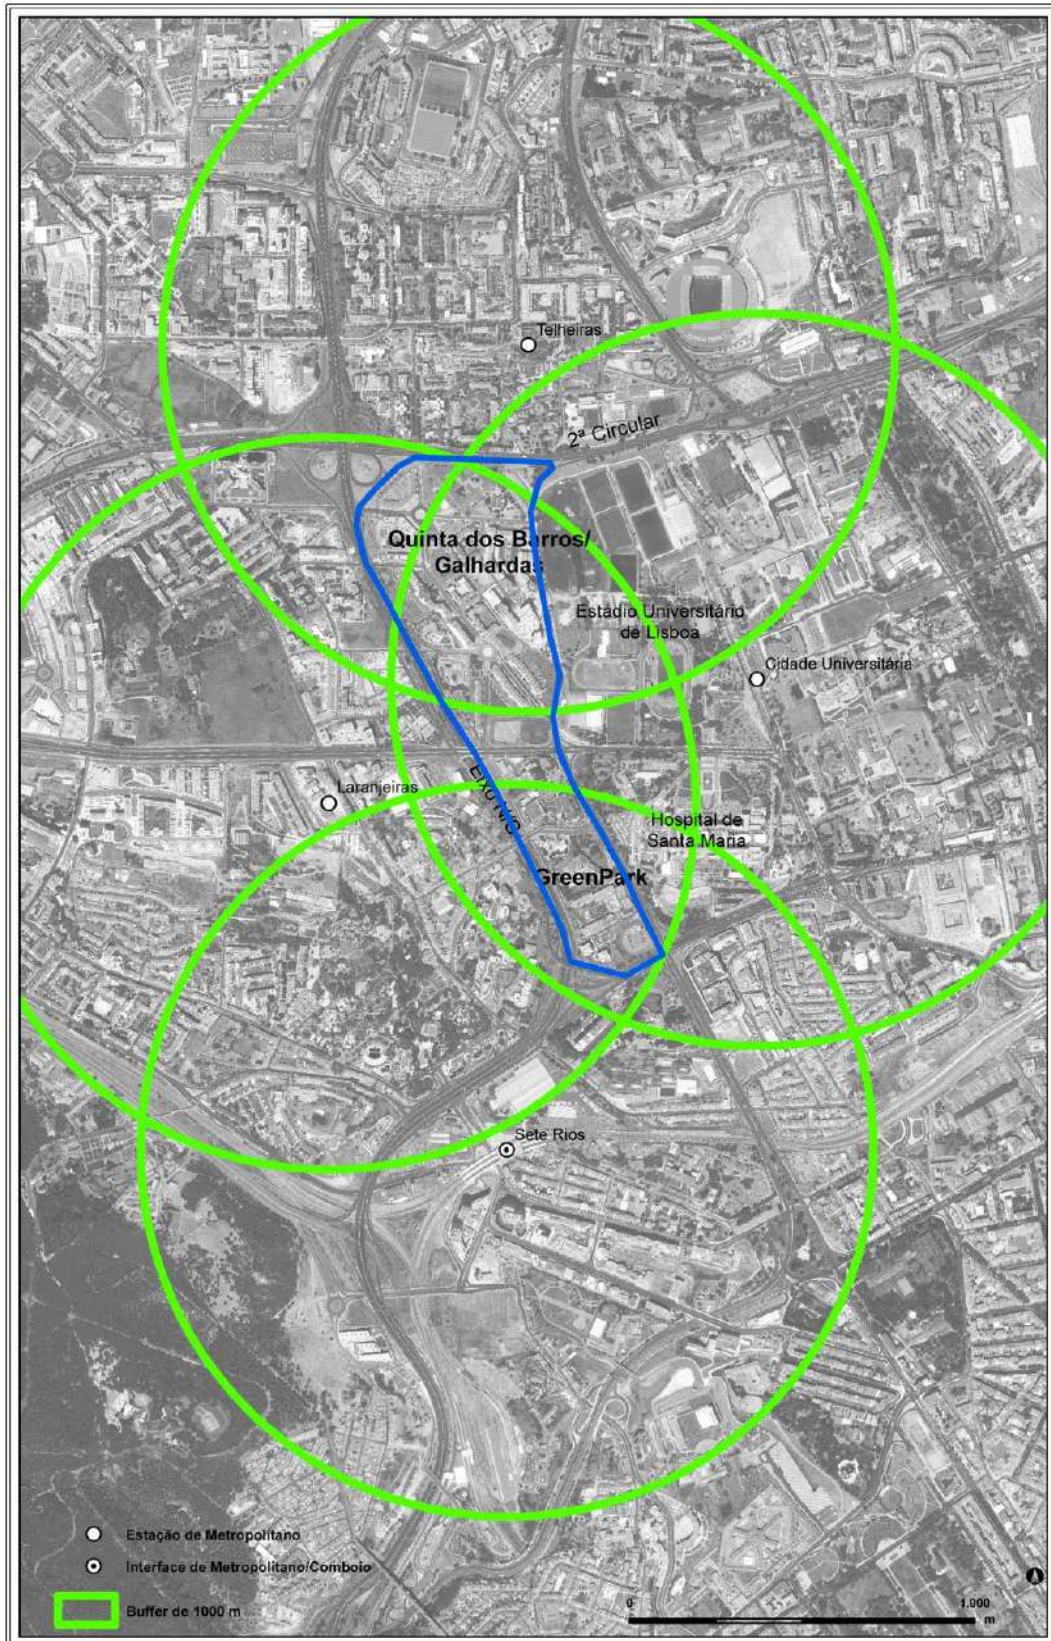 Telheiras
2ª Circular
Quinta dos Barros/
Galhardas
Estádio Universitário
de Lisboa
Cidade Universitária
Laranjeiras
Eixo N/S
Hospital de
Santa Maria
GreenPark
Sete Rios
Estação de Metropolitano
Interface de Metropolitano/Comboio
Buffer de 1000 m
0 1.000
m